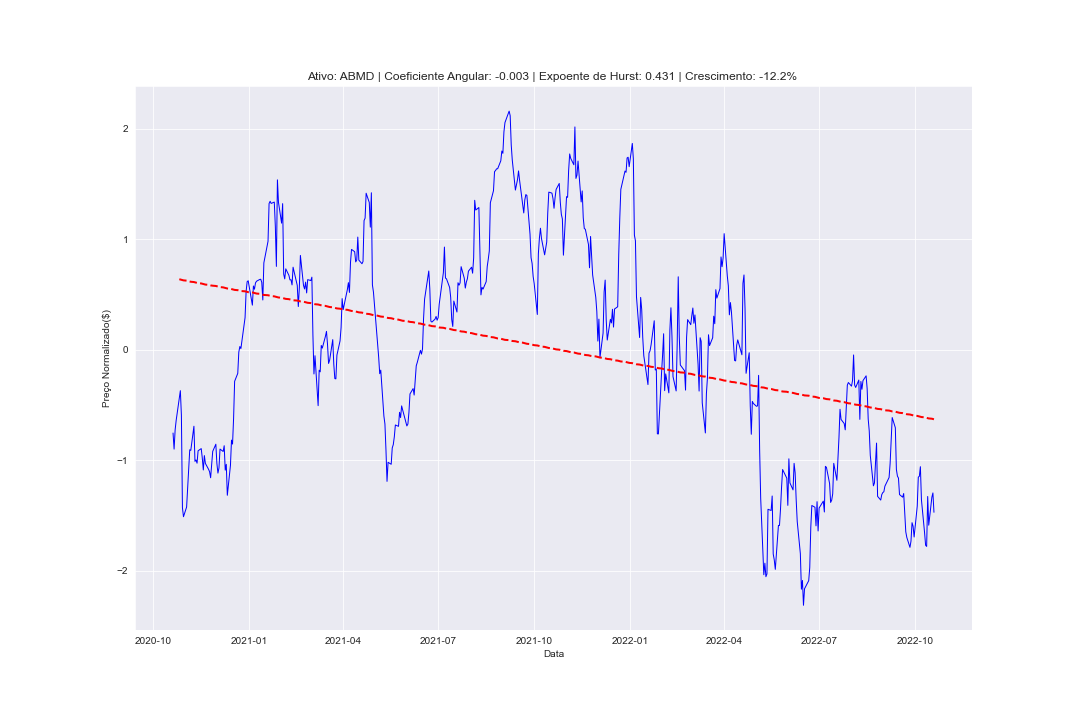 Ativo: ABMD | Coeficiente Angular: -0.003 | Expoente de Hurst: 0.431 | Crescimento: -12.2%
Preço Normalizado($)
2
1
0
−1
−2
2020-10 2021-01 2021-04 2021-07 2021-10 2022-01 2022-04 2022-07 2022-10
Data